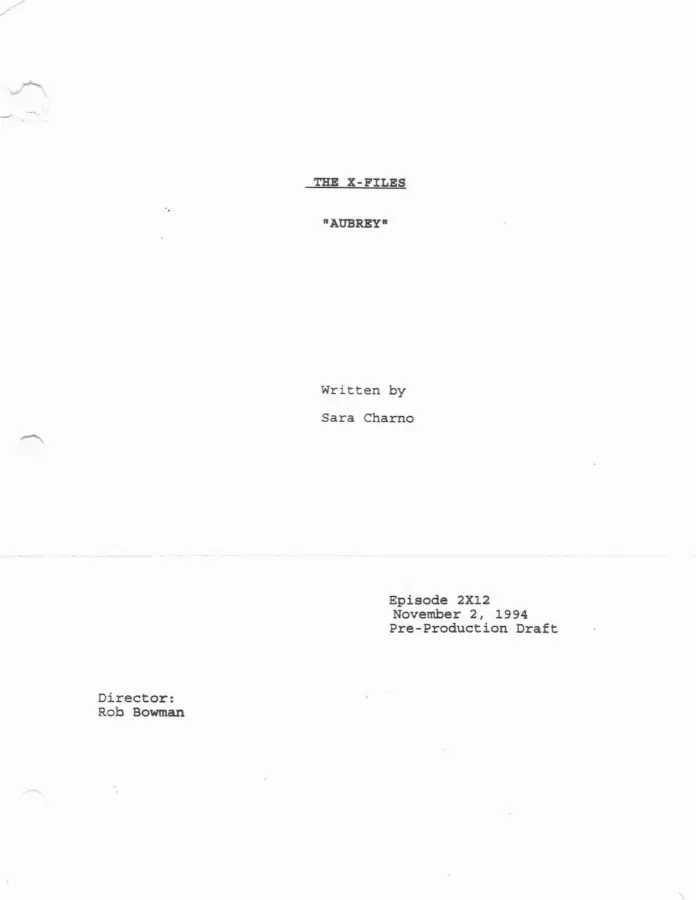 THE X-FILES
"AUBREY"
Written by
Sara Charno
Episode 2X12
November 2, 1994
Pre-Production Draft
Director:
Rob Bowman